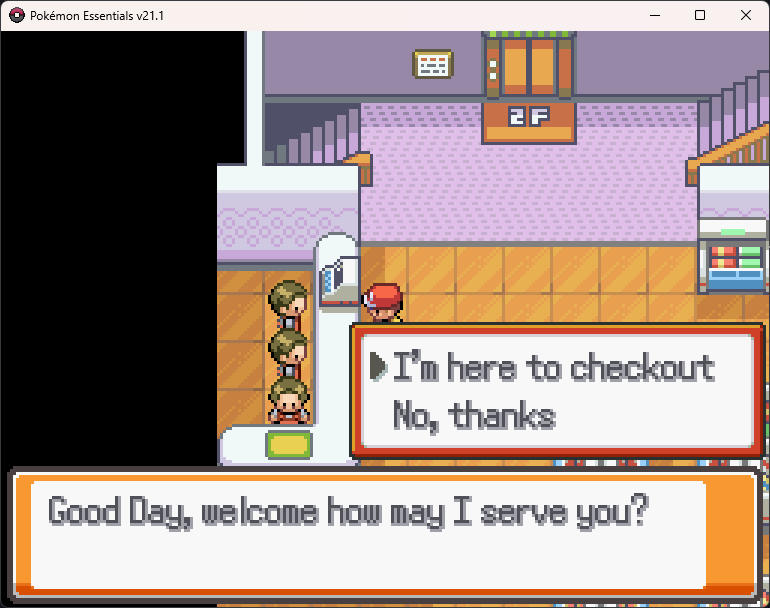 Pokémon Essentials v21.1
2F
I'm here to checkout
No, thanks
Good Day, welcome how may I serve you?